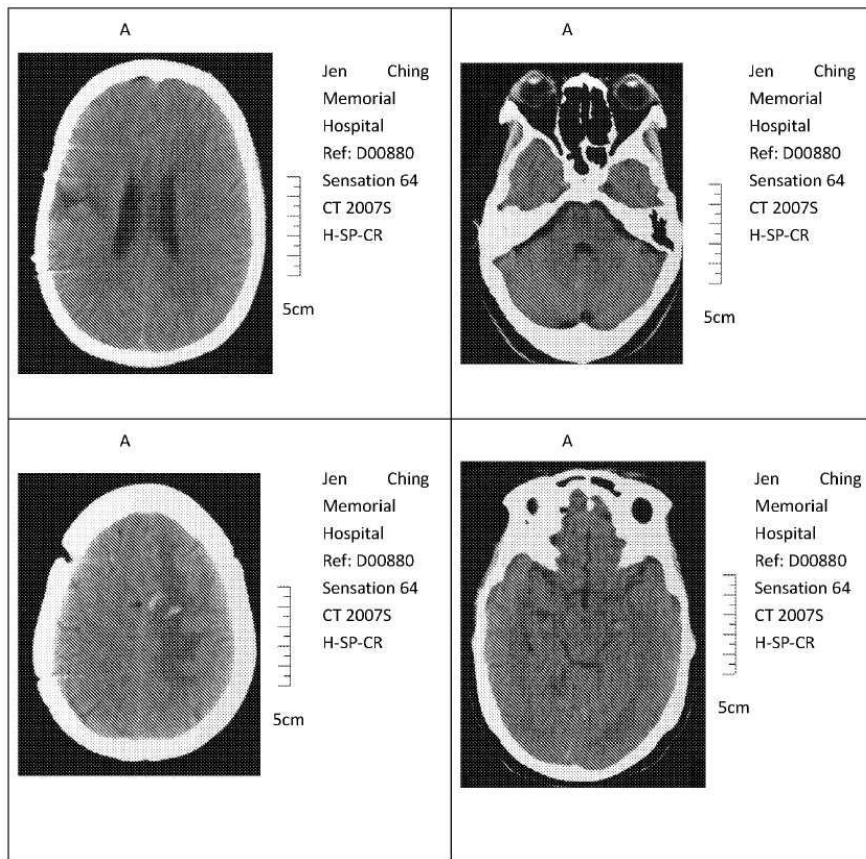 A
Jen Ching
Memorial
Hospital
Ref: D00880
Sensation 64
CT 2007S
H-SP-CR
5cm
A
Jen Ching
Memorial
Hospital
Ref: D00880
Sensation 64
CT 2007S
H-SP-CR
5cm
A
Jen Ching
Memorial
Hospital
Ref: D00880
Sensation 64
CT 2007S
H-SP-CR
5cm
A
Jen Ching
Memorial
Hospital
Ref: D00880
Sensation 64
CT 2007S
H-SP-CR
5cm